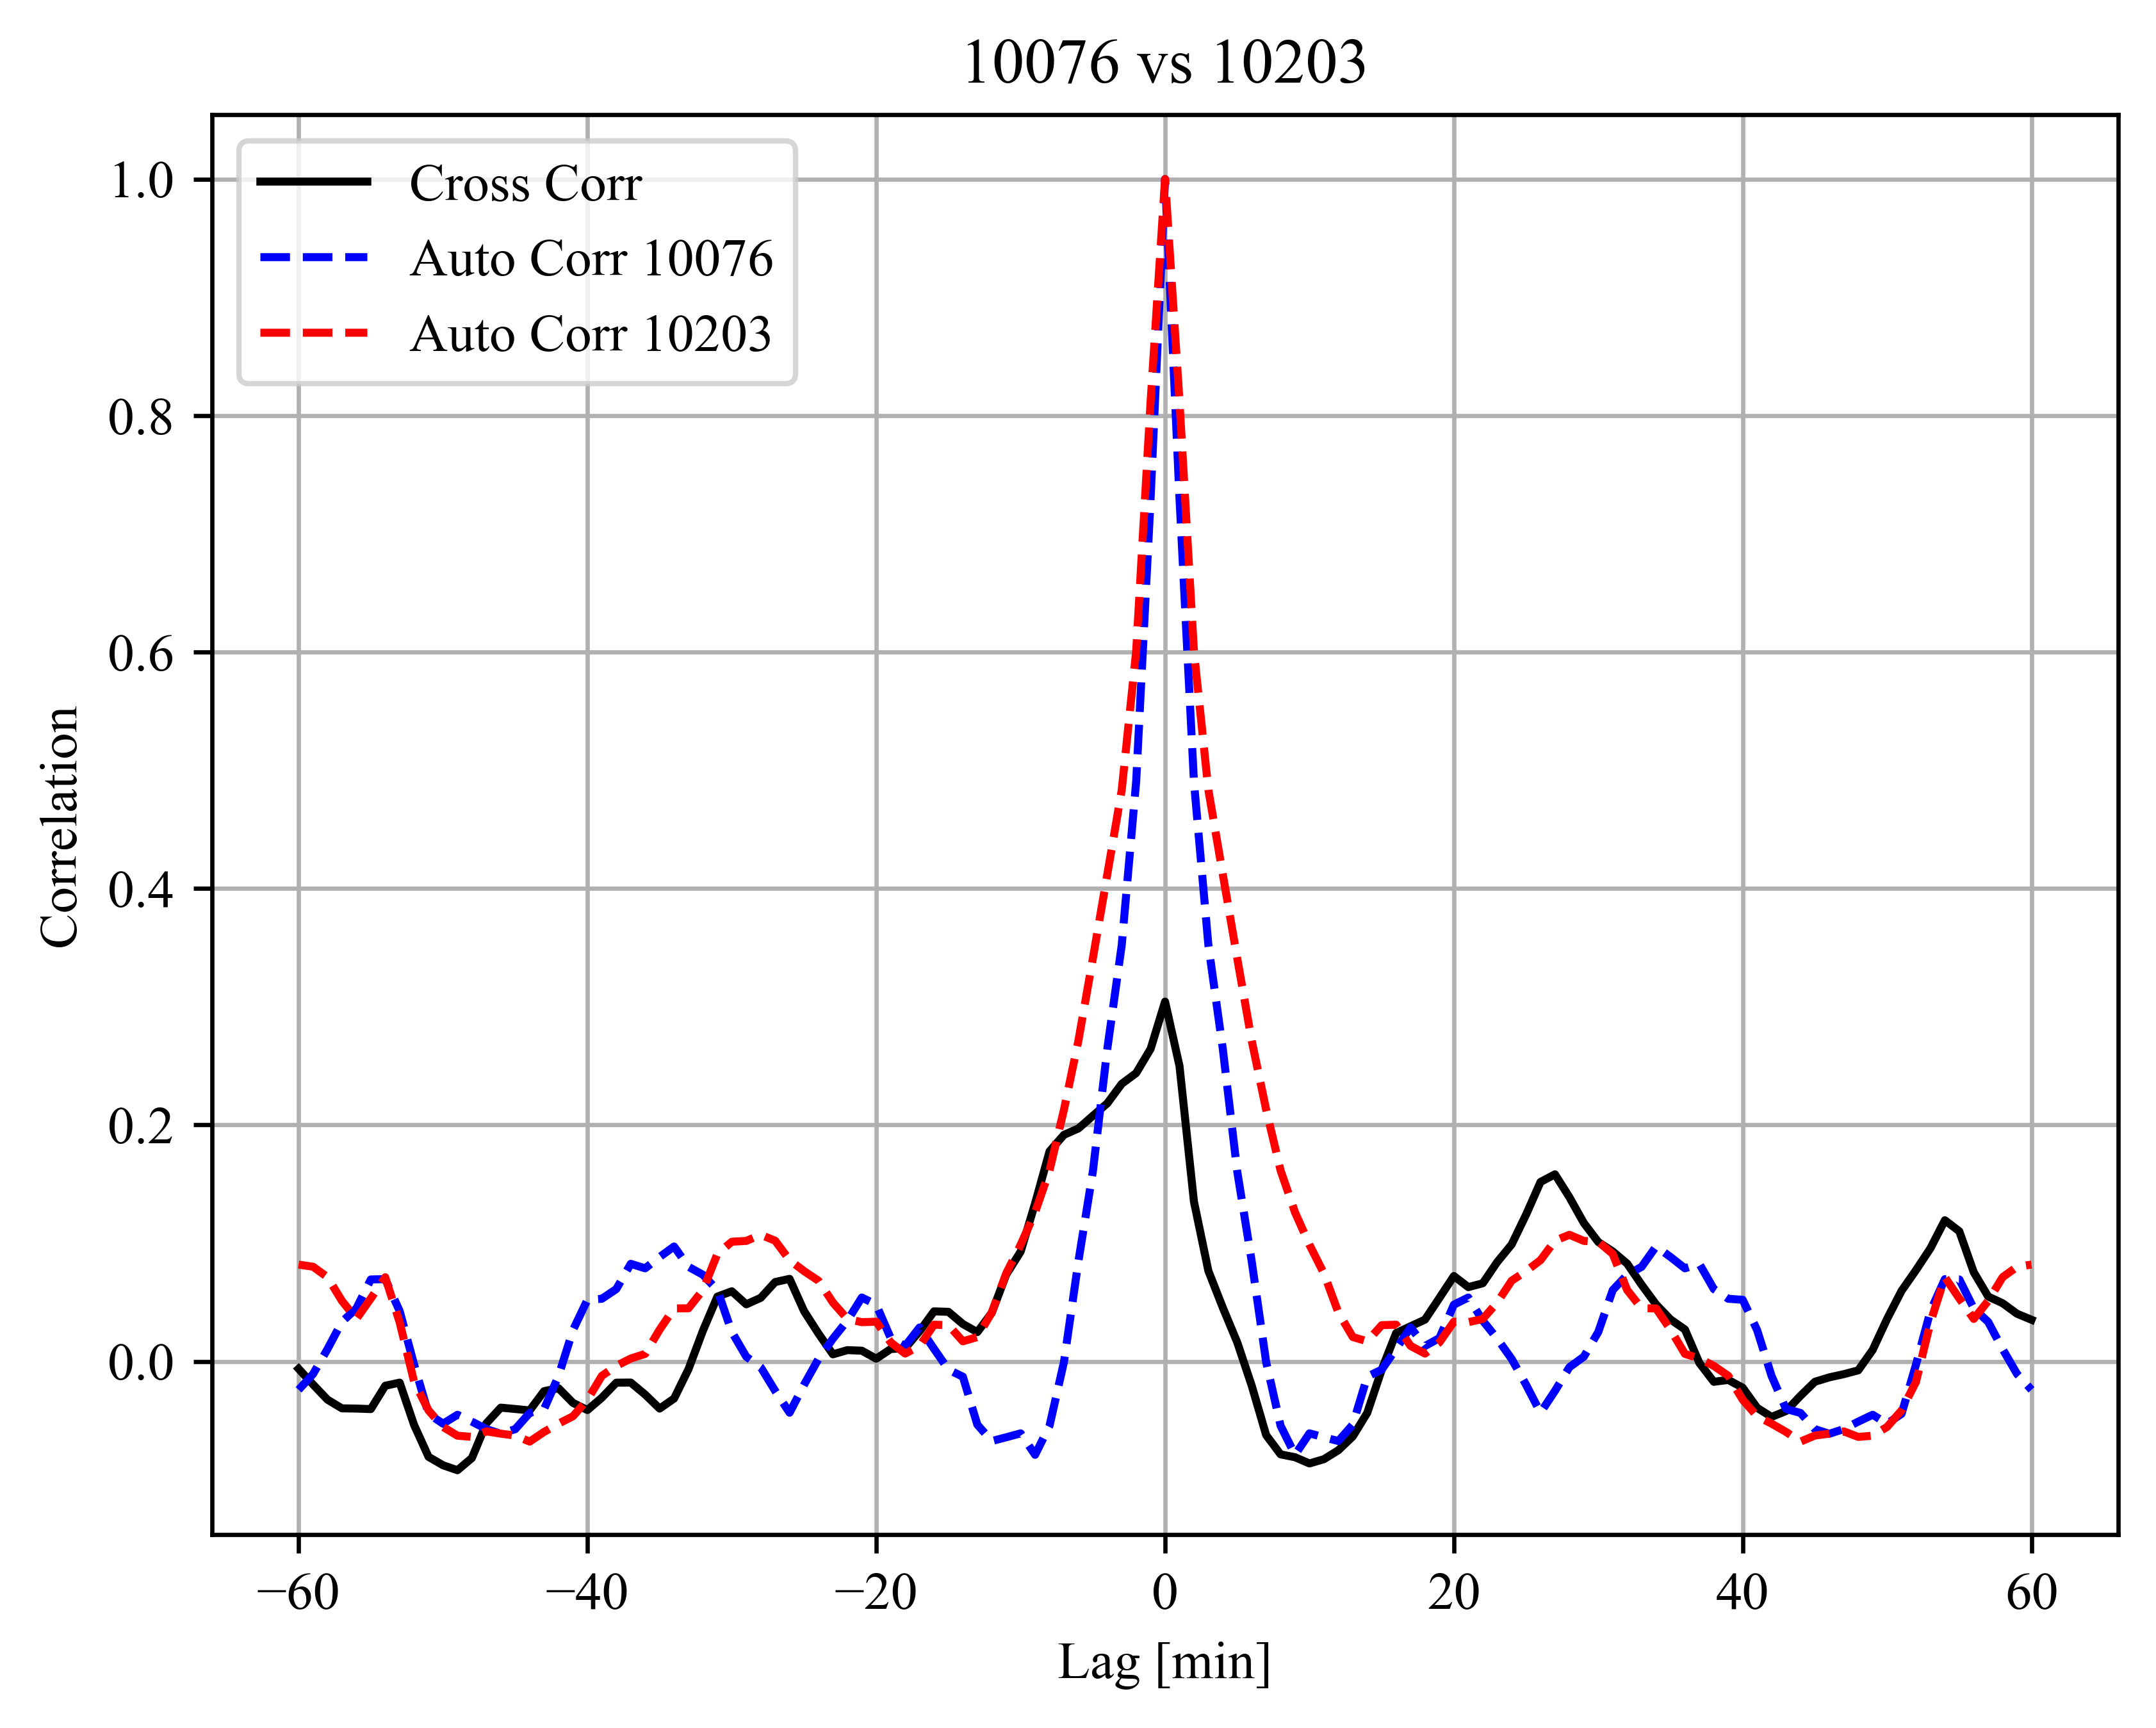 10076 vs 10203
Cross Corr
Auto Corr 10076
Auto Corr 10203
1.0
0.8
0.6
0.4
0.2
0.0
Correlation
−60 −40 −20 0 20 40 60
Lag [min]